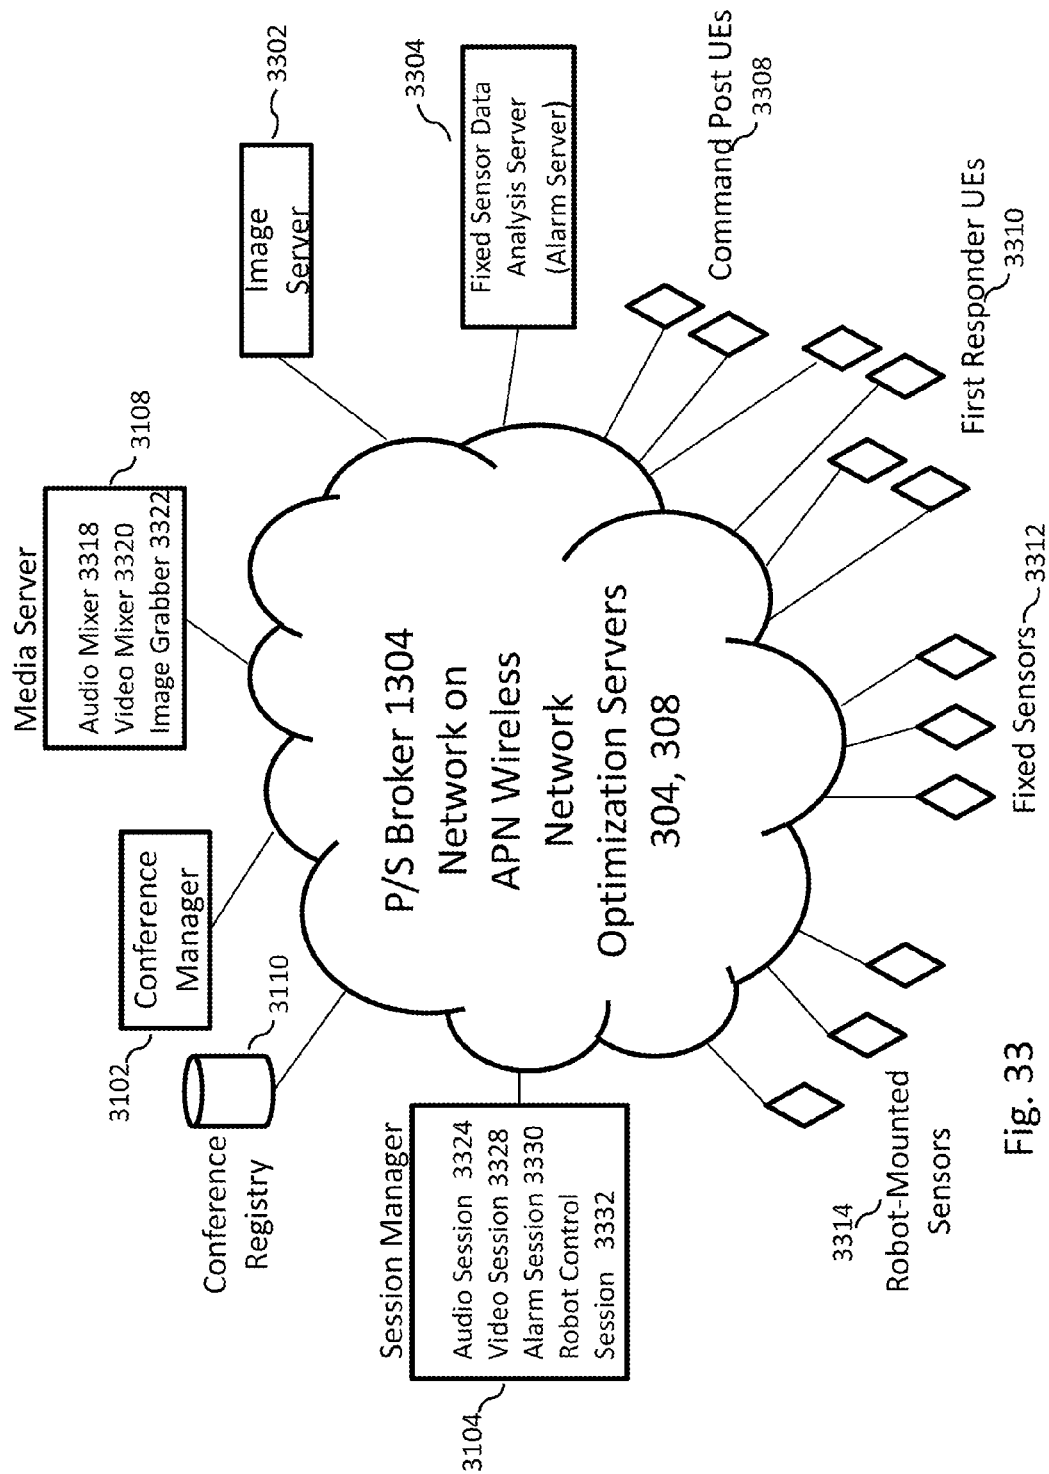 Media Server
3108
Audio Mixer 3318
Video Mixer 3320
Image Grabber 3322
3302
Image
Server
3304
Fixed Sensor Data
Analysis Server
(Alarm Server)
3102
Conference
Manager
3110
Conference
Registry
Session Manager
Audio Session 3324
Video Session 3328
Alarm Session 3330
Robot Control
Session 3332
3104
P/S Broker 1304
Network on
APN Wireless
Network
Optimization Servers
304, 308
Command Post UEs
3308
First Responder UEs
3310
Fixed Sensors
3312
3314
Robot-Mounted
Sensors
Fig. 33